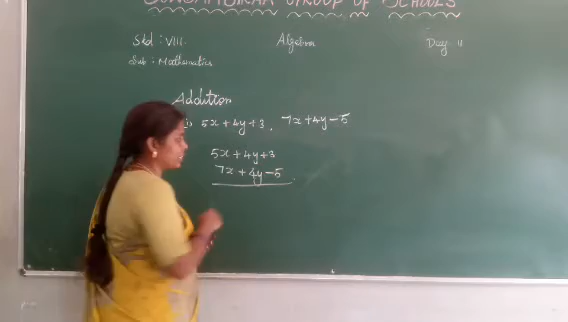 GROUP OF SCHOOLS
Std : VIII. Algebra Day 11
Sub : Mathematics
Addition
5x + 4y + 3 , 7x + 4y - 5
5x + 4y + 3
7x + 4y - 5